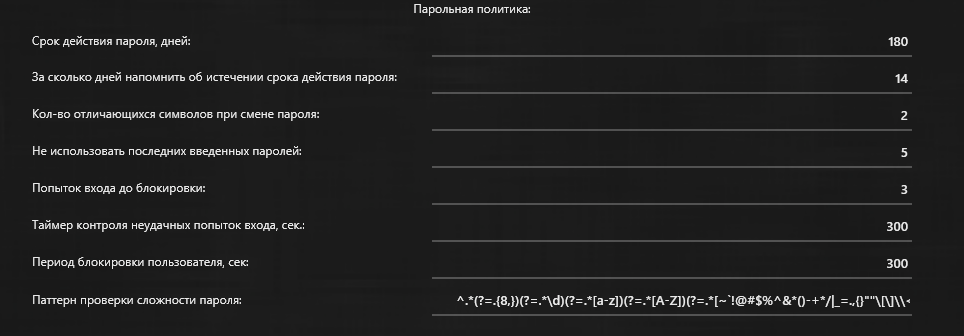 Парольная политика:
Срок действия пароля, дней: 180
За сколько дней напомнить об истечении срока действия пароля: 14
Кол-во отличающихся символов при смене пароля: 2
Не использовать последних введенных паролей: 5
Попыток входа до блокировки: 3
Таймер контроля неудачных попыток входа, сек.: 300
Период блокировки пользователя, сек: 300
Паттерн проверки сложности пароля: ^.*(?=.{8,})(?=.*\d)(?=.*[a-z])(?=.*[A-Z])(?=.*[~`!@#$%^&*()-+*/|_=.,{}""\[\]\\<